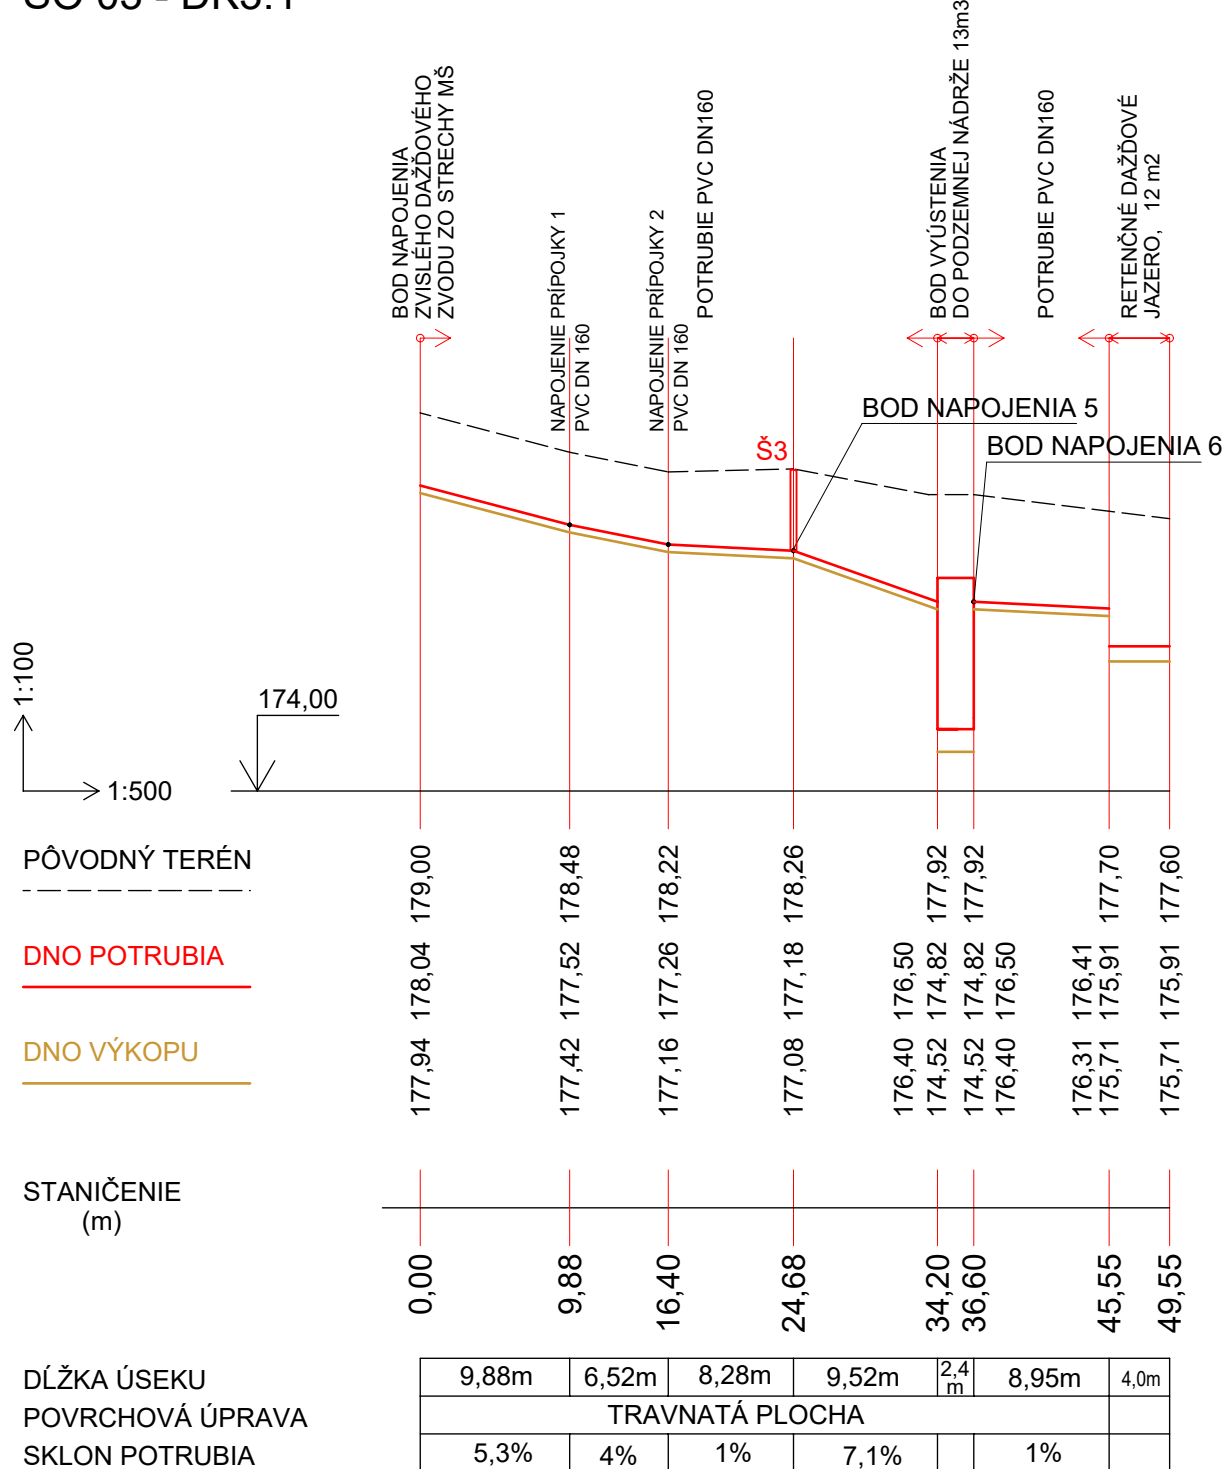 SO 03 - DK3.1
BOD NAPOJENIA
ZVISLÉHO DAŽĎOVÉHO
ZVODU ZO STRECHY MŠ
NAPOJENIE PRÍPOJKY 1
PVC DN 160
NAPOJENIE PRÍPOJKY 2
PVC DN 160
POTRUBIE PVC DN160
BOD VYÚSTENIA
DO PODZEMNEJ NÁDRŽE 13m3
POTRUBIE PVC DN160
RETENČNÉ DAŽĎOVÉ
JAZERO, 12 m2
BOD NAPOJENIA 5
Š3
BOD NAPOJENIA 6
1:100
174,00
1:500
PÔVODNÝ TERÉN 179,00 178,48 178,22 178,26 177,92 177,92 177,70 177,60
DNO POTRUBIA 178,04 177,52 177,26 177,18 176,50 174,82 174,82 176,50 176,41 175,91 175,91
DNO VÝKOPU 177,94 177,42 177,16 177,08 176,40 174,52 174,52 176,40 176,31 175,71 175,71
STANIČENIE
(m)
0,00 9,88 16,40 24,68 34,20 36,60 45,55 49,55
DĹŽKA ÚSEKU 9,88m 6,52m 8,28m 9,52m 2,4 m 8,95m 4,0m
POVRCHOVÁ ÚPRAVA TRAVNATÁ PLOCHA
SKLON POTRUBIA 5,3% 4% 1% 7,1% 1%